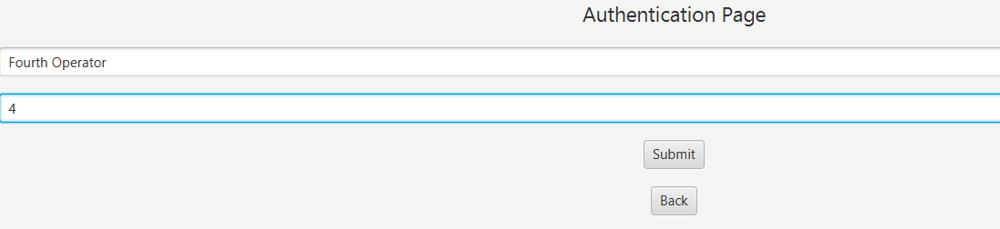 Authentication Page
Fourth Operator
4
Submit
Back